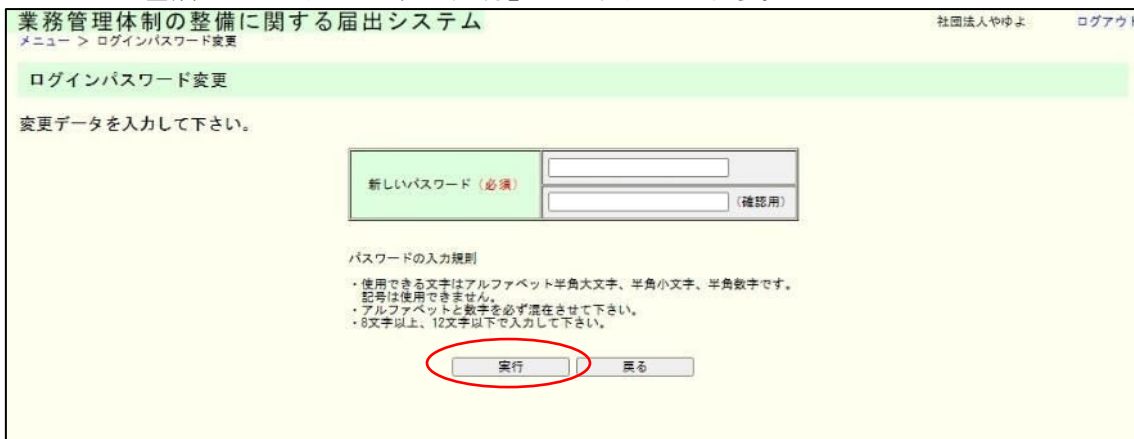 業務管理体制の整備に関する届出システム
社団法人やゆよ
ログアウト
メニュー > ログインパスワード変更
ログインパスワード変更
変更データを入力して下さい。
新しいパスワード（必須）
（確認用）
パスワードの入力規則
・使用できる文字はアルファベット半角大文字、半角小文字、半角数字です。
記号は使用できません。
・アルファベットと数字を必ず混在させて下さい。
・8文字以上、12文字以下で入力して下さい。
実行
戻る